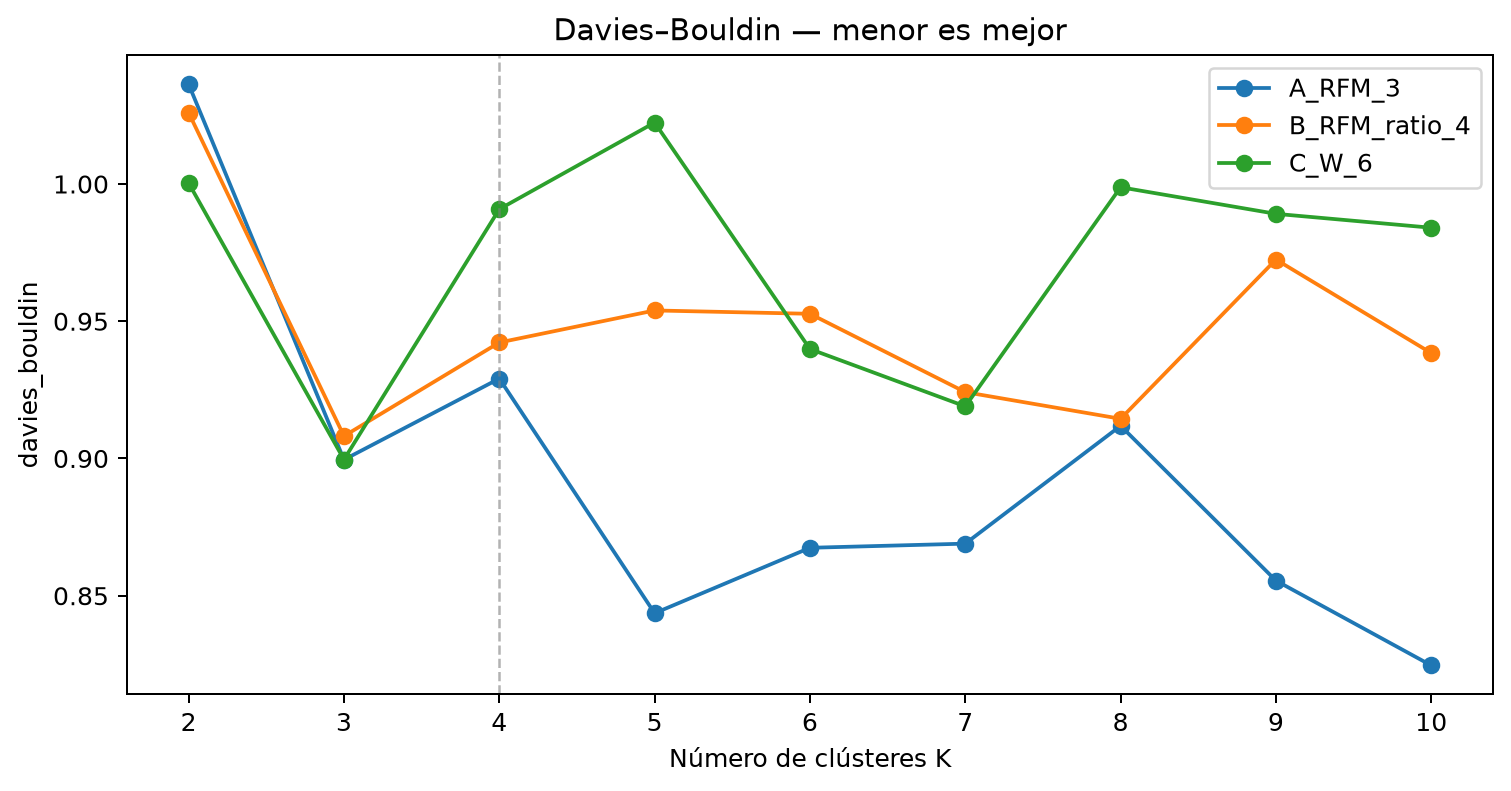 Davies–Bouldin — menor es mejor
A_RFM_3
B_RFM_ratio_4
C_W_6
davies_bouldin
1.00
0.95
0.90
0.85
2 3 4 5 6 7 8 9 10
Número de clústeres K